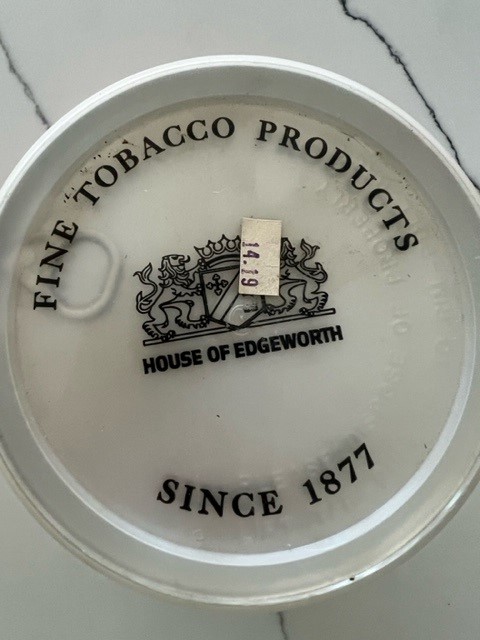 FINE TOBACCO PRODUCTS
14.19
HOUSE OF EDGEWORTH
SINCE 1877